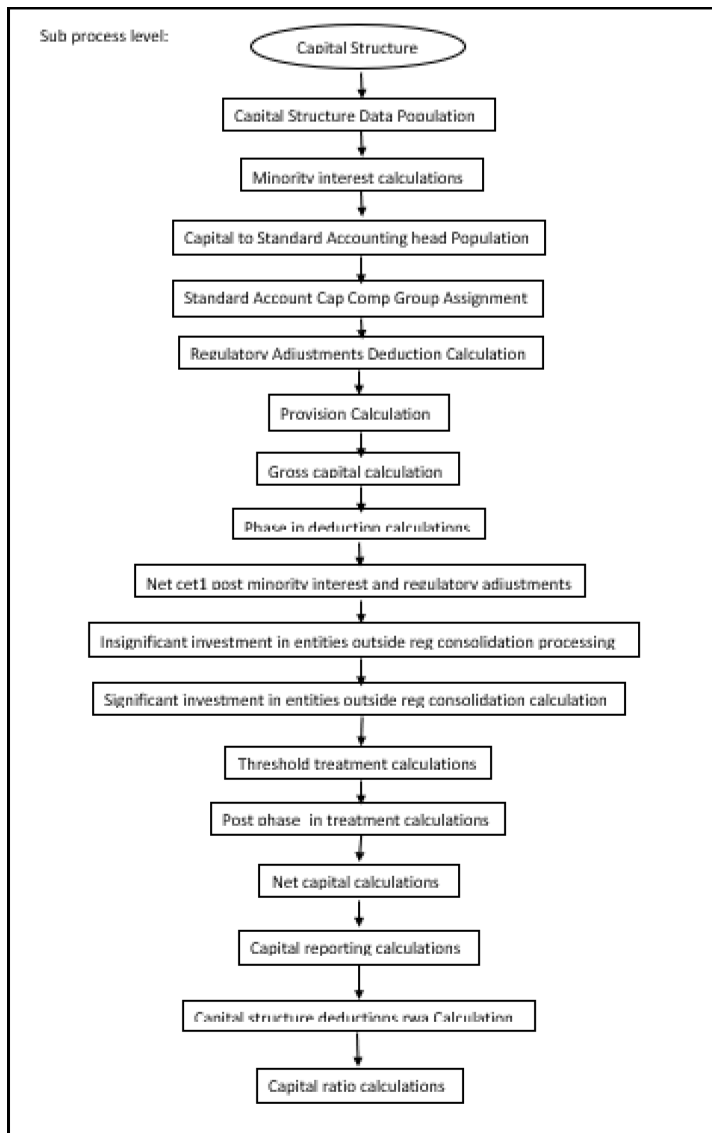 Sub process level:
Capital Structure
Capital Structure Data Population
Minority interest calculations
Capital to Standard Accounting head Population
Standard Account Cap Comp Group Assignment
Regulatory Adjustments Deduction Calculation
Provision Calculation
Gross capital calculation
Phase in deduction calculations
Net cet1 post minority interest and regulatory adjustments
Insignificant investment in entities outside reg consolidation processing
Significant investment in entities outside reg consolidation calculation
Threshold treatment calculations
Post phase in treatment calculations
Net capital calculations
Capital reporting calculations
Capital structure deductions rwa Calculation
Capital ratio calculations